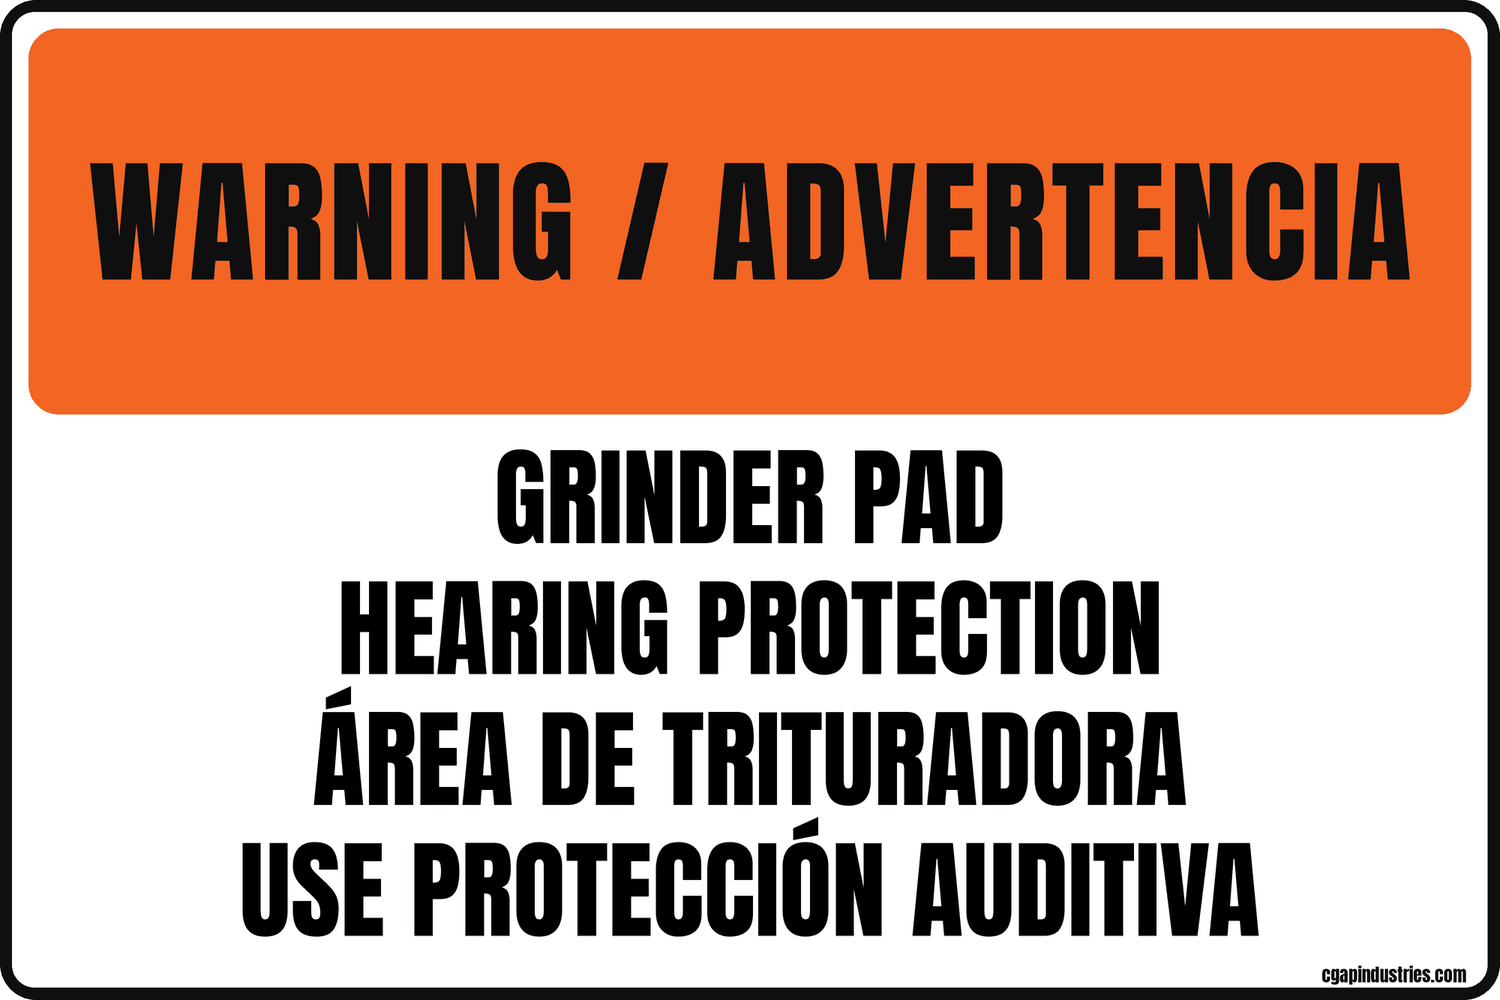 WARNING / ADVERTENCIA
GRINDER PAD
HEARING PROTECTION
ÁREA DE TRITURADORA
USE PROTECCIÓN AUDITIVA
cgapindustries.com